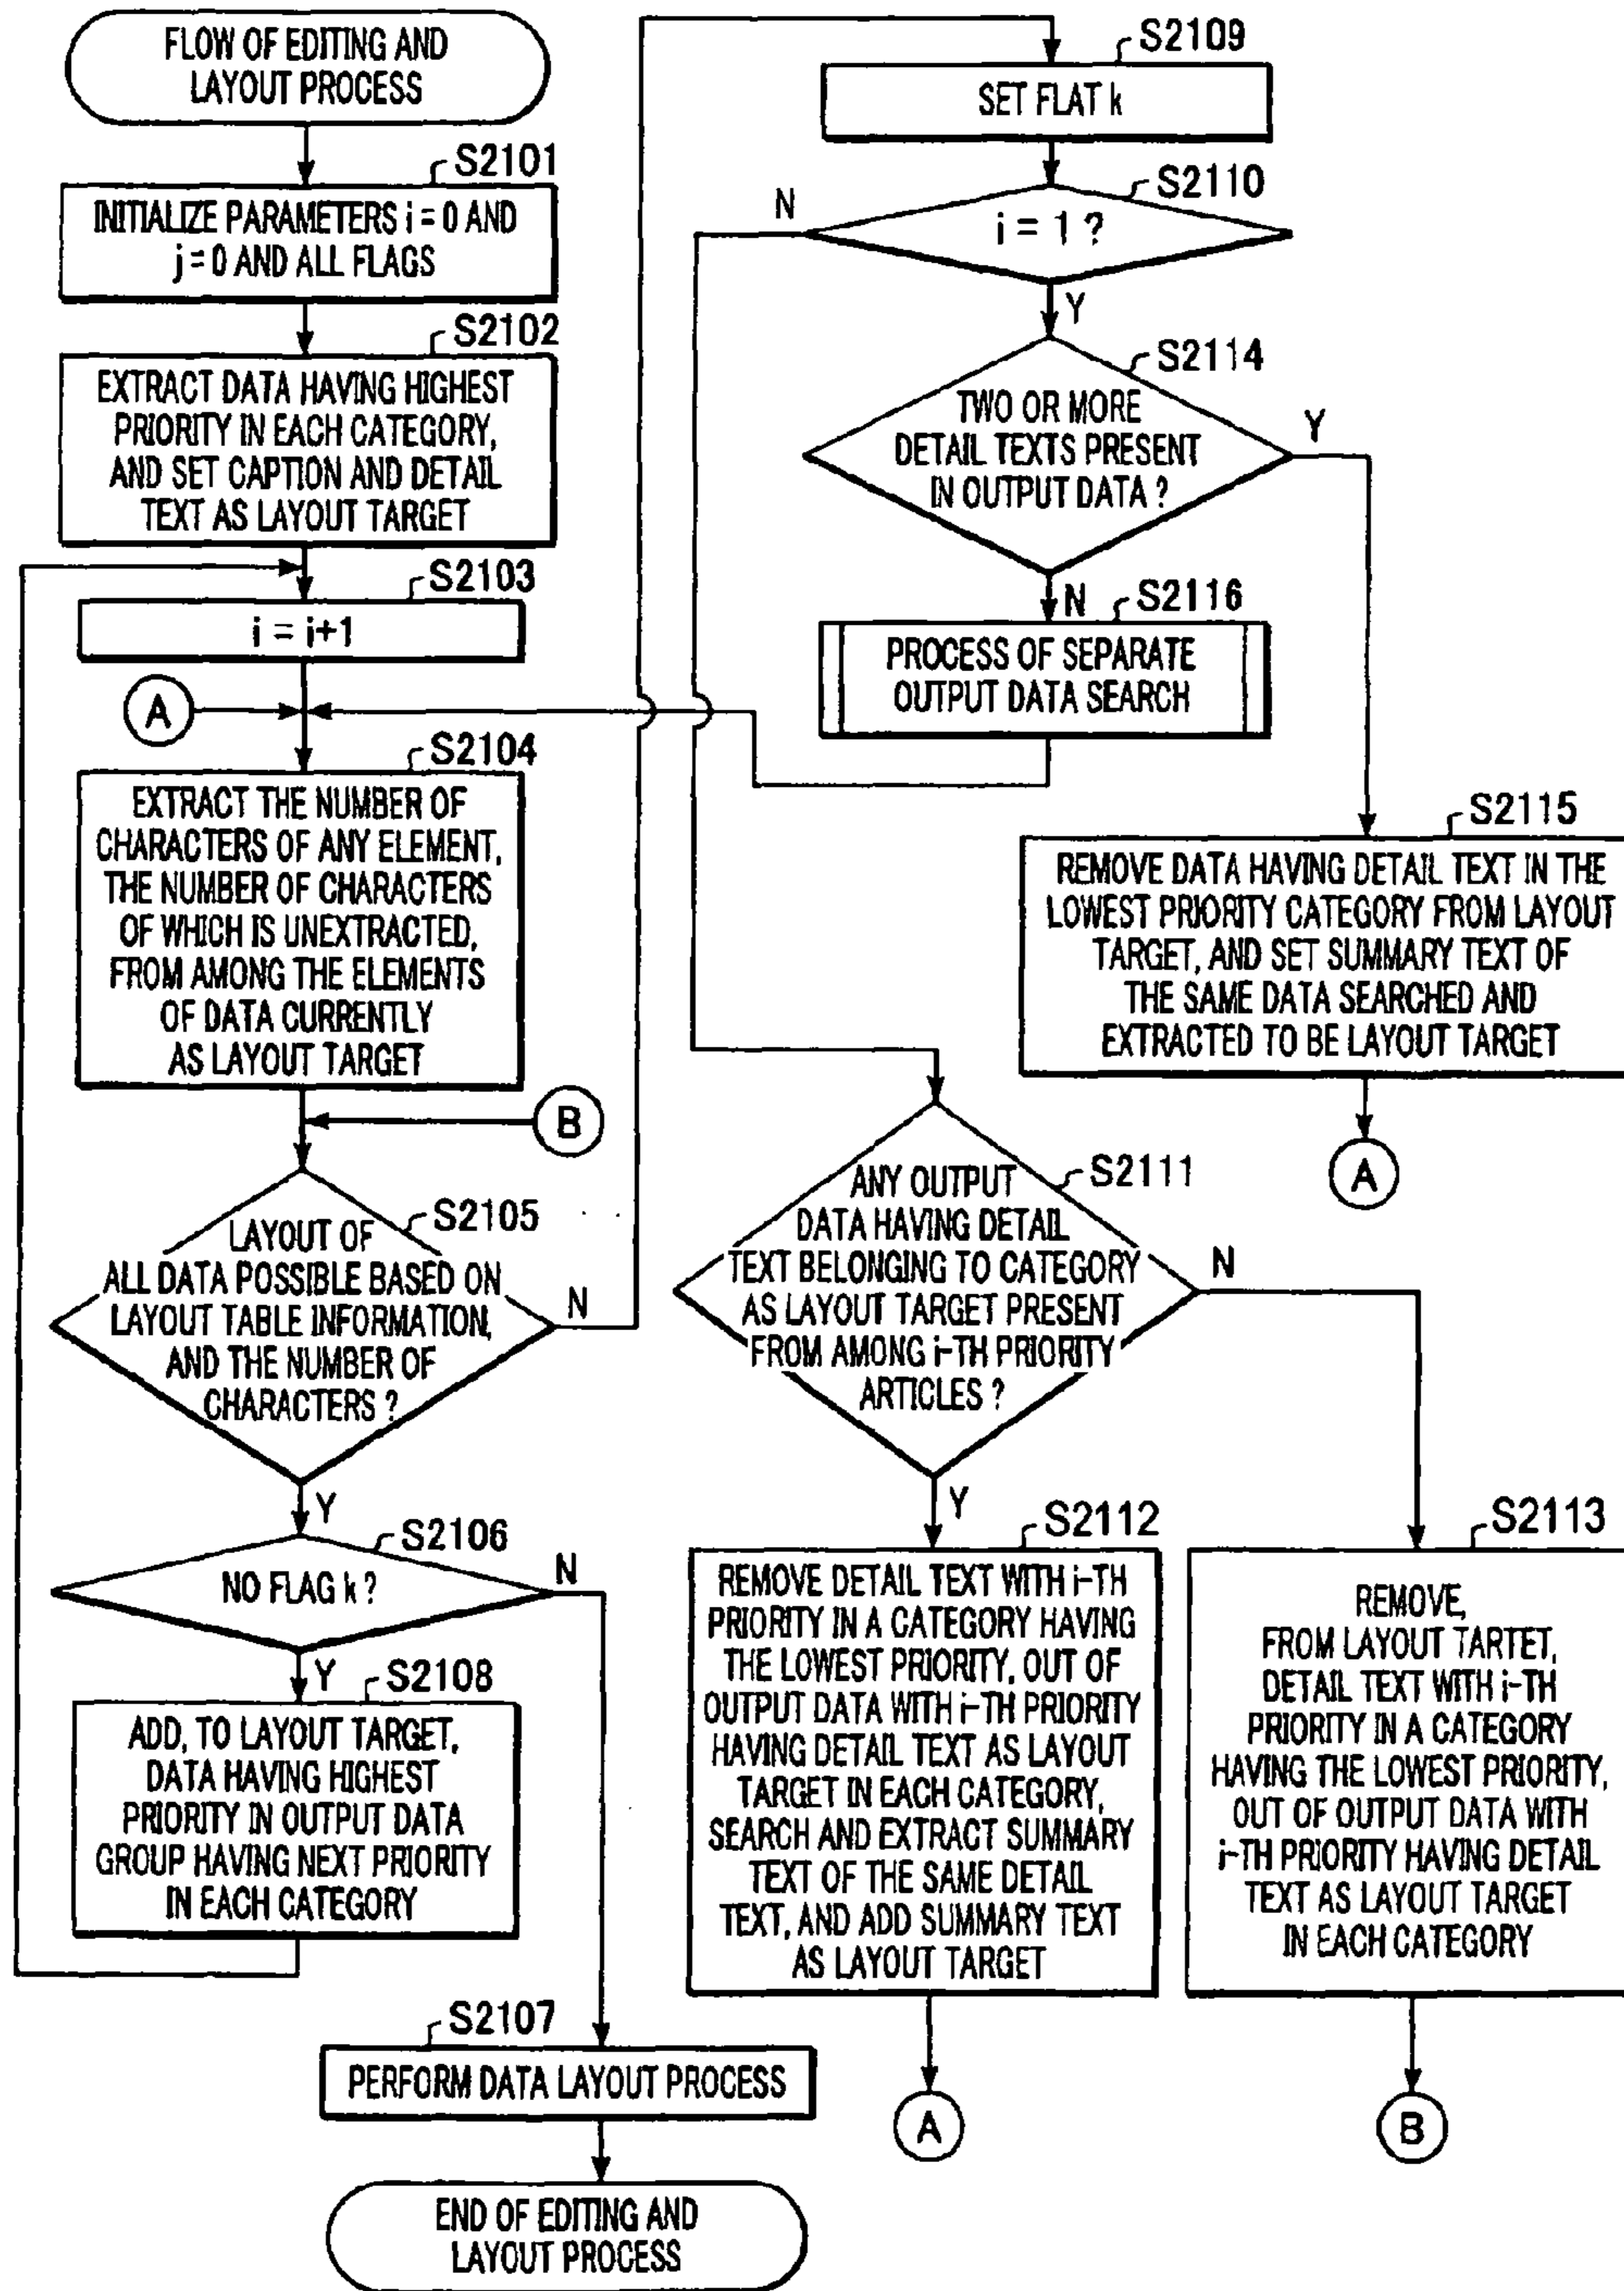 FLOW OF EDITING AND
LAYOUT PROCESS
S2101
INITIALIZE PARAMETERS i = 0 AND
j = 0 AND ALL FLAGS
S2102
EXTRACT DATA HAVING HIGHEST
PRIORITY IN EACH CATEGORY,
AND SET CAPTION AND DETAIL
TEXT AS LAYOUT TARGET
S2103
i = i+1
A
S2104
EXTRACT THE NUMBER OF
CHARACTERS OF ANY ELEMENT,
THE NUMBER OF CHARACTERS
OF WHICH IS UNEXTRACTED,
FROM AMONG THE ELEMENTS
OF DATA CURRENTLY
AS LAYOUT TARGET
B
S2105
LAYOUT OF
ALL DATA POSSIBLE BASED ON
LAYOUT TABLE INFORMATION,
AND THE NUMBER OF
CHARACTERS ?
N
Y
S2106
NO FLAG k ?
N
Y
S2108
ADD, TO LAYOUT TARGET,
DATA HAVING HIGHEST
PRIORITY IN OUTPUT DATA
GROUP HAVING NEXT PRIORITY
IN EACH CATEGORY
S2107
PERFORM DATA LAYOUT PROCESS
END OF EDITING AND
LAYOUT PROCESS
S2109
SET FLAT k
S2110
N
i = 1 ?
Y
S2114
TWO OR MORE
DETAIL TEXTS PRESENT
IN OUTPUT DATA ?
Y
N
S2116
PROCESS OF SEPARATE
OUTPUT DATA SEARCH
S2115
REMOVE DATA HAVING DETAIL TEXT IN THE
LOWEST PRIORITY CATEGORY FROM LAYOUT
TARGET, AND SET SUMMARY TEXT OF
THE SAME DATA SEARCHED AND
EXTRACTED TO BE LAYOUT TARGET
A
S2111
ANY OUTPUT
DATA HAVING DETAIL
TEXT BELONGING TO CATEGORY
AS LAYOUT TARGET PRESENT
FROM AMONG i-TH PRIORITY
ARTICLES ?
N
Y
S2112
REMOVE DETAIL TEXT WITH i-TH
PRIORITY IN A CATEGORY HAVING
THE LOWEST PRIORITY, OUT OF
OUTPUT DATA WITH i-TH PRIORITY
HAVING DETAIL TEXT AS LAYOUT
TARGET IN EACH CATEGORY,
SEARCH AND EXTRACT SUMMARY
TEXT OF THE SAME DETAIL
TEXT, AND ADD SUMMARY TEXT
AS LAYOUT TARGET
A
S2113
REMOVE,
FROM LAYOUT TARTET,
DETAIL TEXT WITH i-TH
PRIORITY IN A CATEGORY
HAVING THE LOWEST PRIORITY,
OUT OF OUTPUT DATA WITH
i-TH PRIORITY HAVING DETAIL
TEXT AS LAYOUT TARGET
IN EACH CATEGORY
B